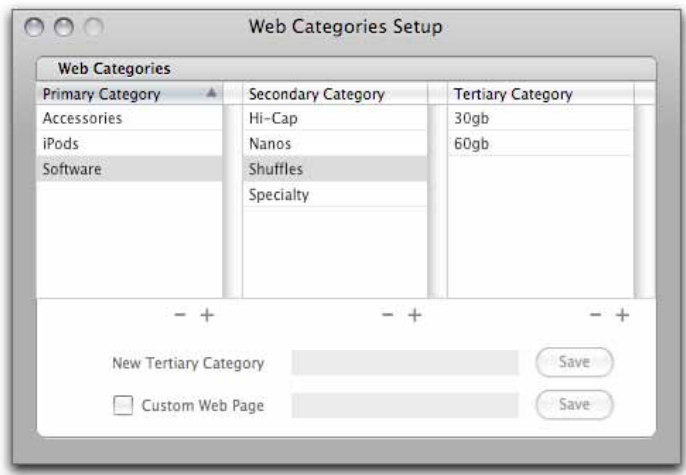 Web Categories Setup
Web Categories
Primary Category Secondary Category Tertiary Category
Accessories Hi-Cap 30gb
iPods Nanos 60gb
Software Shuffles
Specialty
- + - + - +
New Tertiary Category Save
Custom Web Page Save